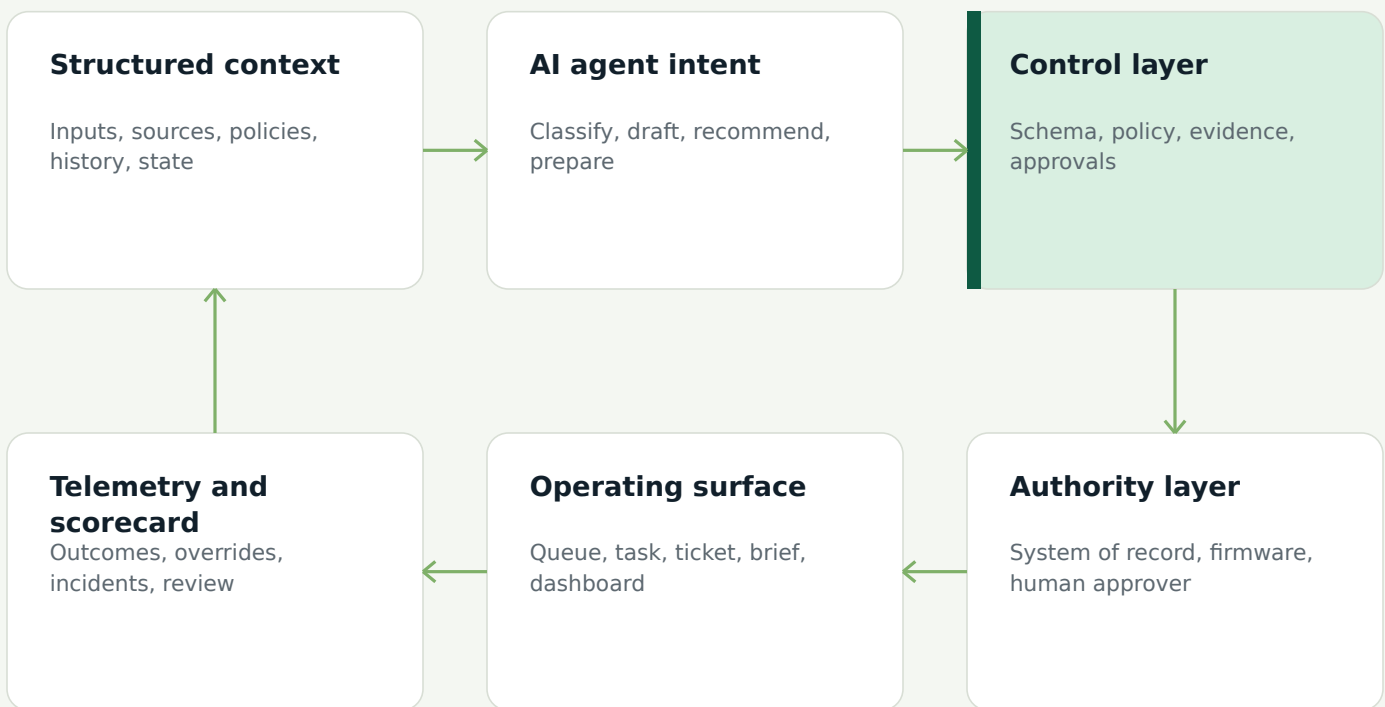 Structured context
Inputs, sources, policies,
history, state
AI agent intent
Classify, draft, recommend,
prepare
Control layer
Schema, policy, evidence,
approvals
Telemetry and
scorecard
Outcomes, overrides,
incidents, review
Operating surface
Queue, task, ticket, brief,
dashboard
Authority layer
System of record, firmware,
human approver